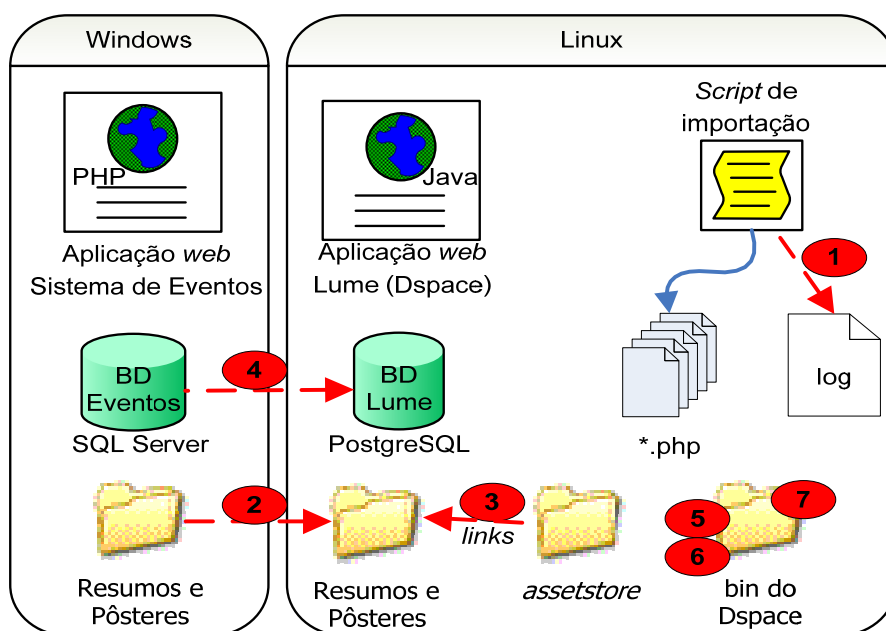 Windows
Linux
PHP
Aplicação web
Sistema de Eventos
Java
Aplicação web
Lume (Dspace)
Script de
importação
1
*.php
log
BD
Eventos
SQL Server
4
BD
Lume
PostgreSQL
2
3
links
5
6
7
Resumos e
Pôsteres
Resumos e
Pôsteres
assetstore
bin do
Dspace